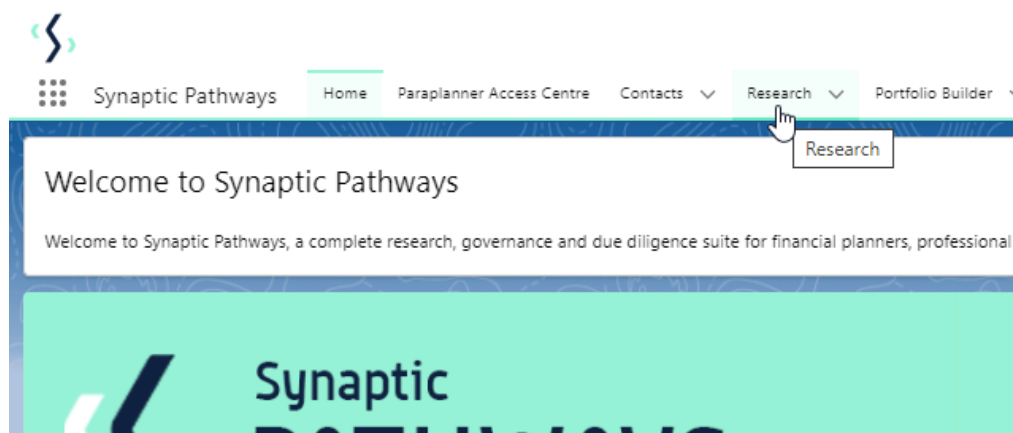 Synaptic Pathways Home Paraplanner Access Centre Contacts Research Portfolio Builder
Research
Welcome to Synaptic Pathways
Welcome to Synaptic Pathways, a complete research, governance and due diligence suite for financial planners, professional
Synaptic
PATHWAYS